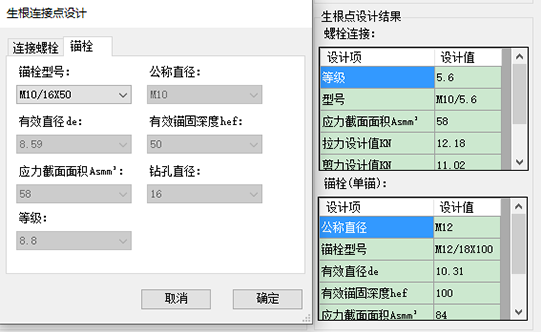 生根连接点设计
连接螺栓 锚栓
锚栓型号: 公称直径:
M10/16X50 M10
有效直径de: 有效锚固深度hef:
8.59 50
应力截面面积Asmm²: 钻孔直径:
58 16
等级:
8.8
取消 确定
生根点设计结果
螺栓连接:
设计项 设计值
等级 5.6
型号 M10/5.6
应力截面面积Asmm² 58
拉力设计值KN 12.18
剪力设计值KN 11.02
锚栓(单锚):
设计项 设计值
公称直径 M12
锚栓型号 M12/18X100
有效直径de 10.31
有效锚固深度hef 100
应力截面面积Asmm² 84